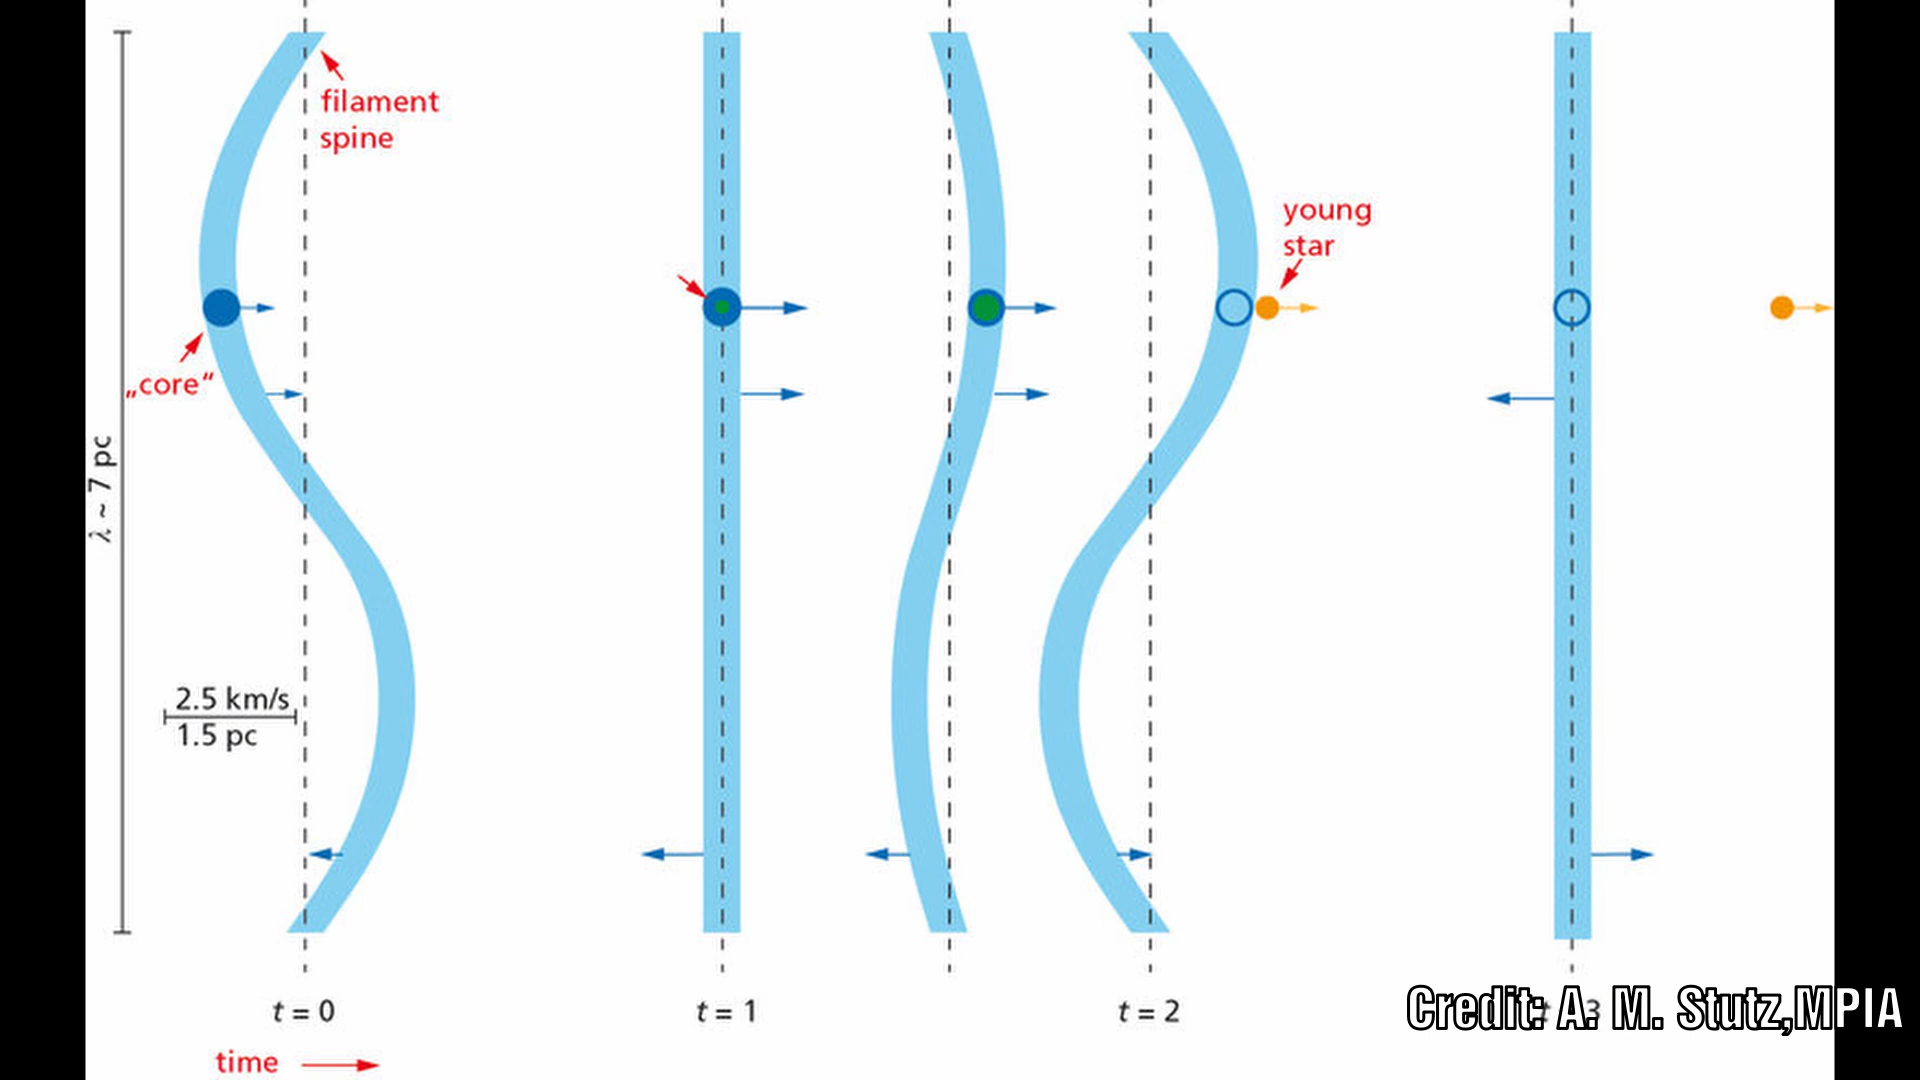 filament
spine
young
star
„core“
λ ~ 7 pc
2.5 km/s
1.5 pc
t = 0
t = 1
t = 2
t 3
Credit: A. M. Stutz,MPIA
time